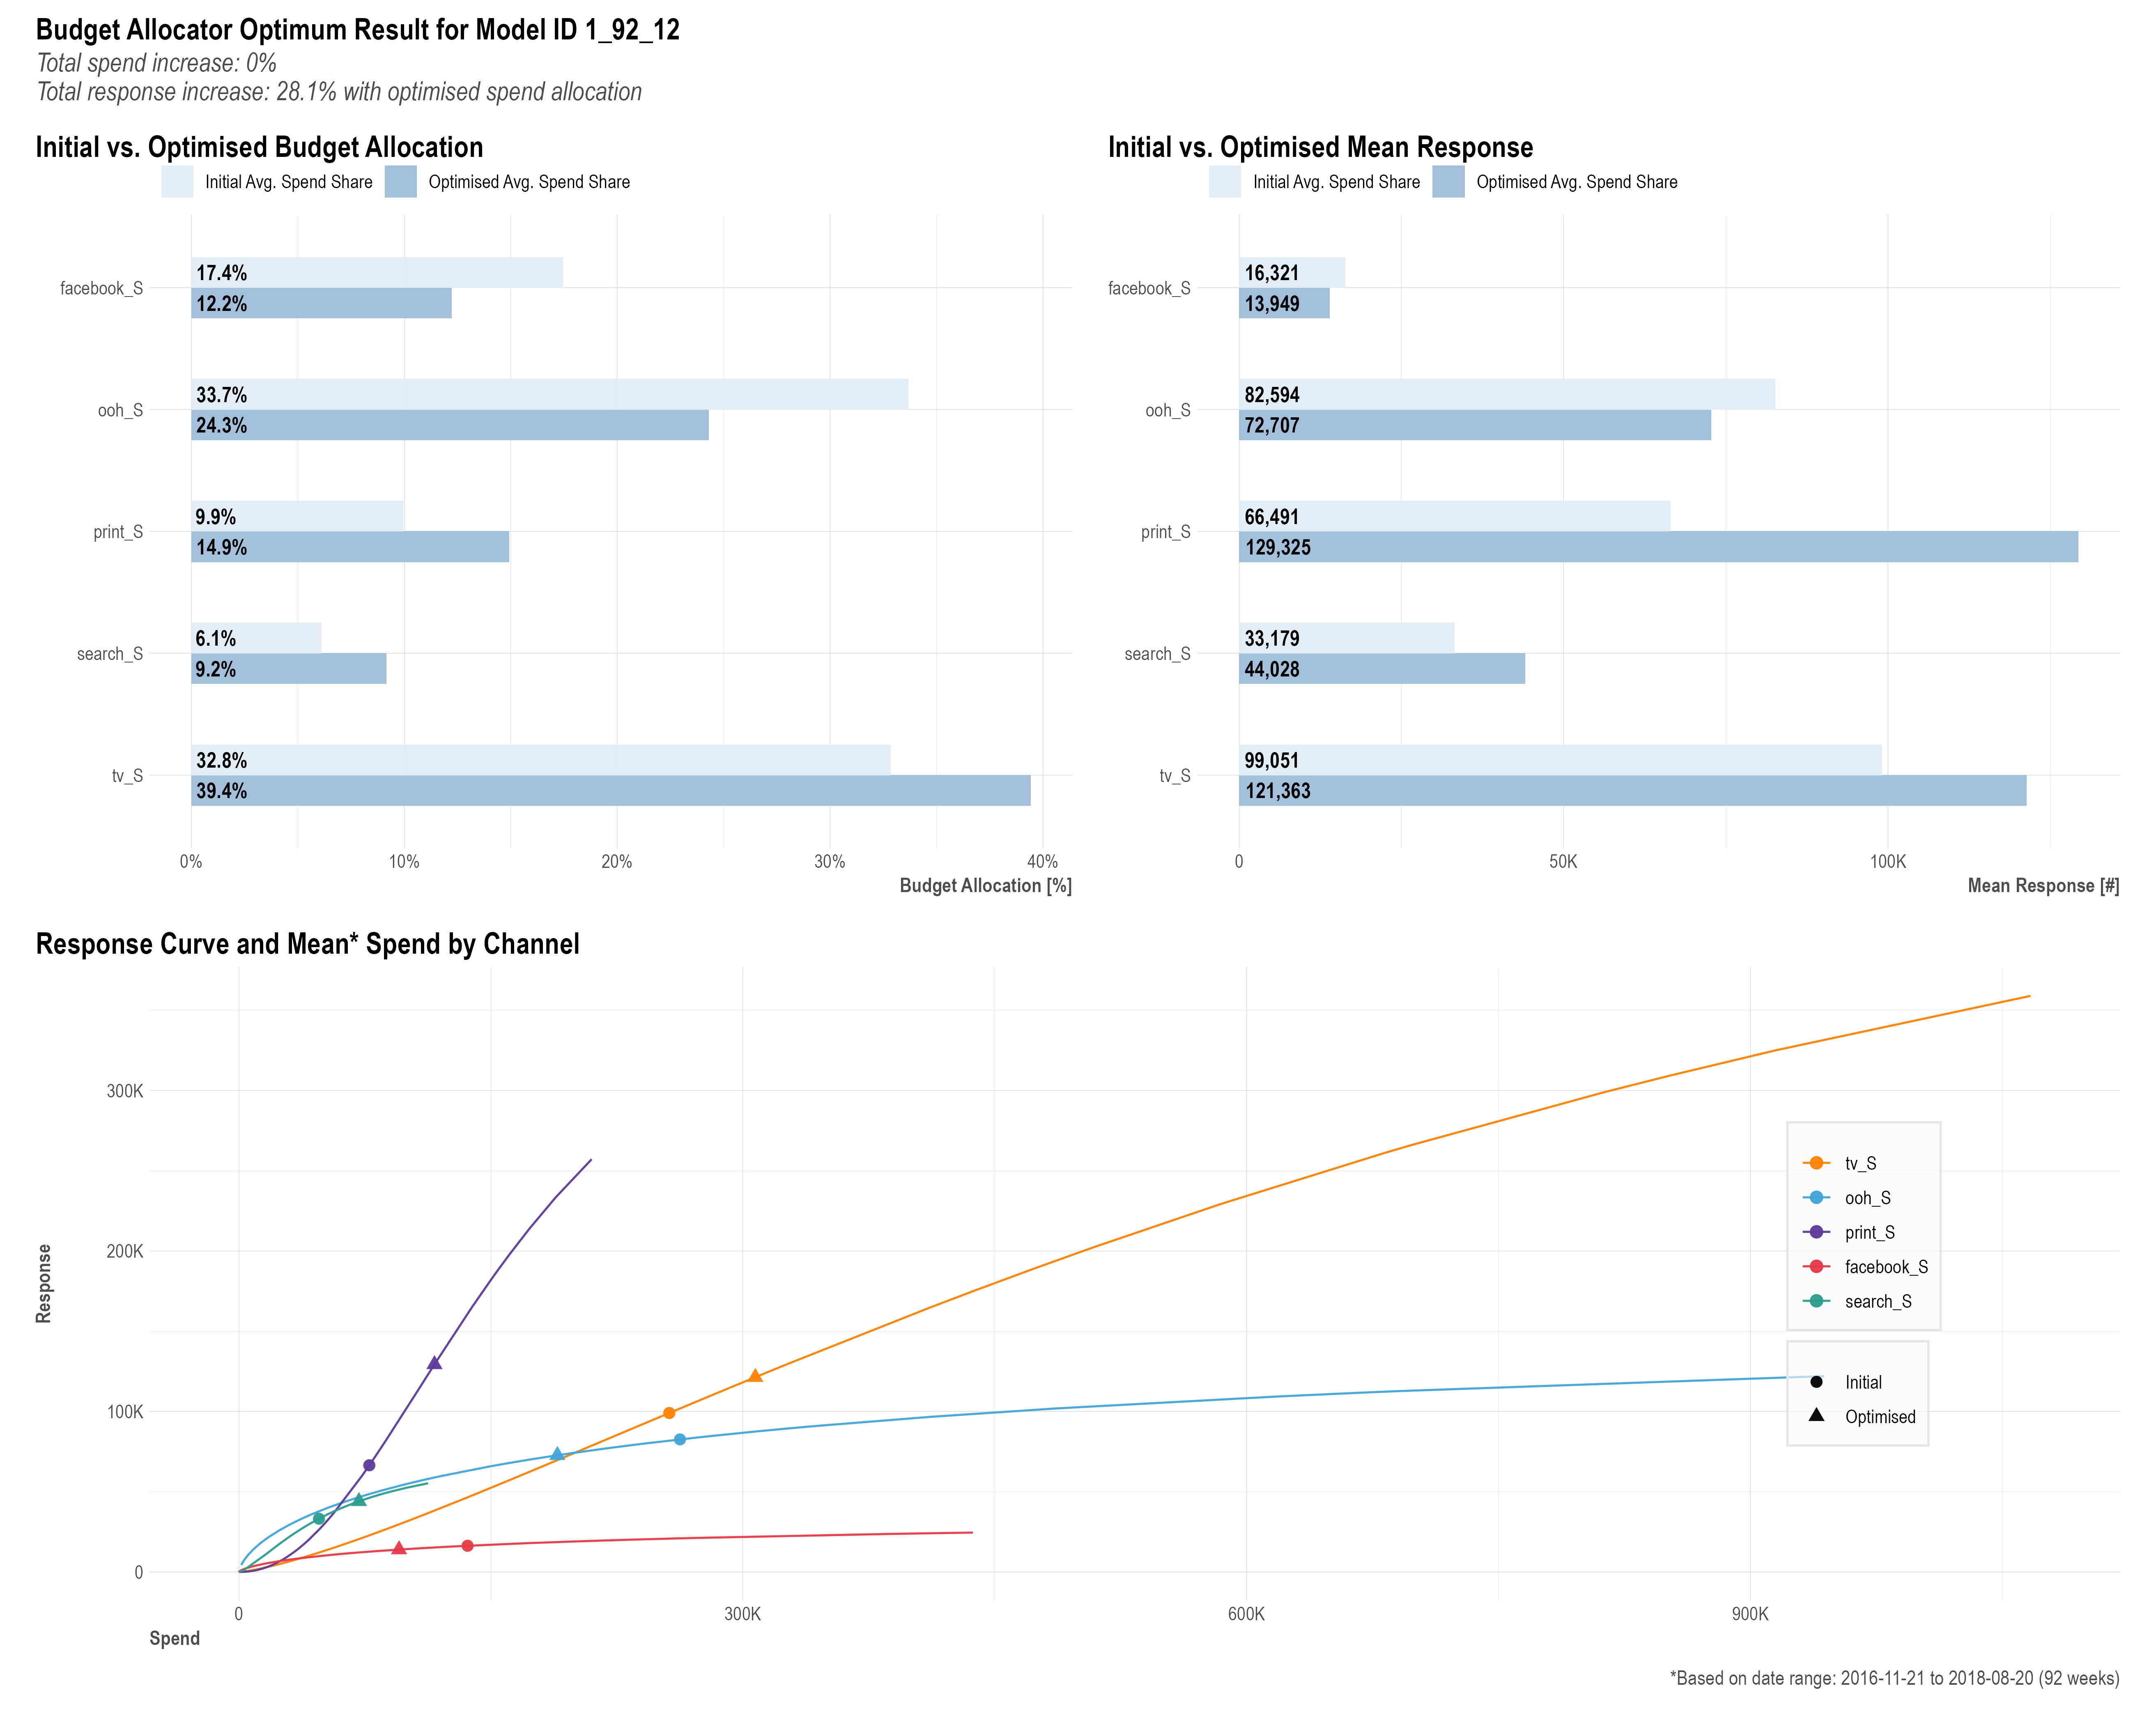 Budget Allocator Optimum Result for Model ID 1_92_12
Total spend increase: 0%
Total response increase: 28.1% with optimised spend allocation
Initial vs. Optimised Budget Allocation
Initial Avg. Spend Share Optimised Avg. Spend Share
facebook_S
17.4%
12.2%
ooh_S
33.7%
24.3%
print_S
9.9%
14.9%
search_S
6.1%
9.2%
tv_S
32.8%
39.4%
0% 10% 20% 30% 40%
Budget Allocation [%]
Initial vs. Optimised Mean Response
Initial Avg. Spend Share Optimised Avg. Spend Share
facebook_S
16,321
13,949
ooh_S
82,594
72,707
print_S
66,491
129,325
search_S
33,179
44,028
tv_S
99,051
121,363
0 50K 100K
Mean Response [#]
Response Curve and Mean* Spend by Channel
Response
300K
200K
100K
0
tv_S
ooh_S
print_S
facebook_S
search_S
Initial
Optimised
0 300K 600K 900K
Spend
*Based on date range: 2016-11-21 to 2018-08-20 (92 weeks)